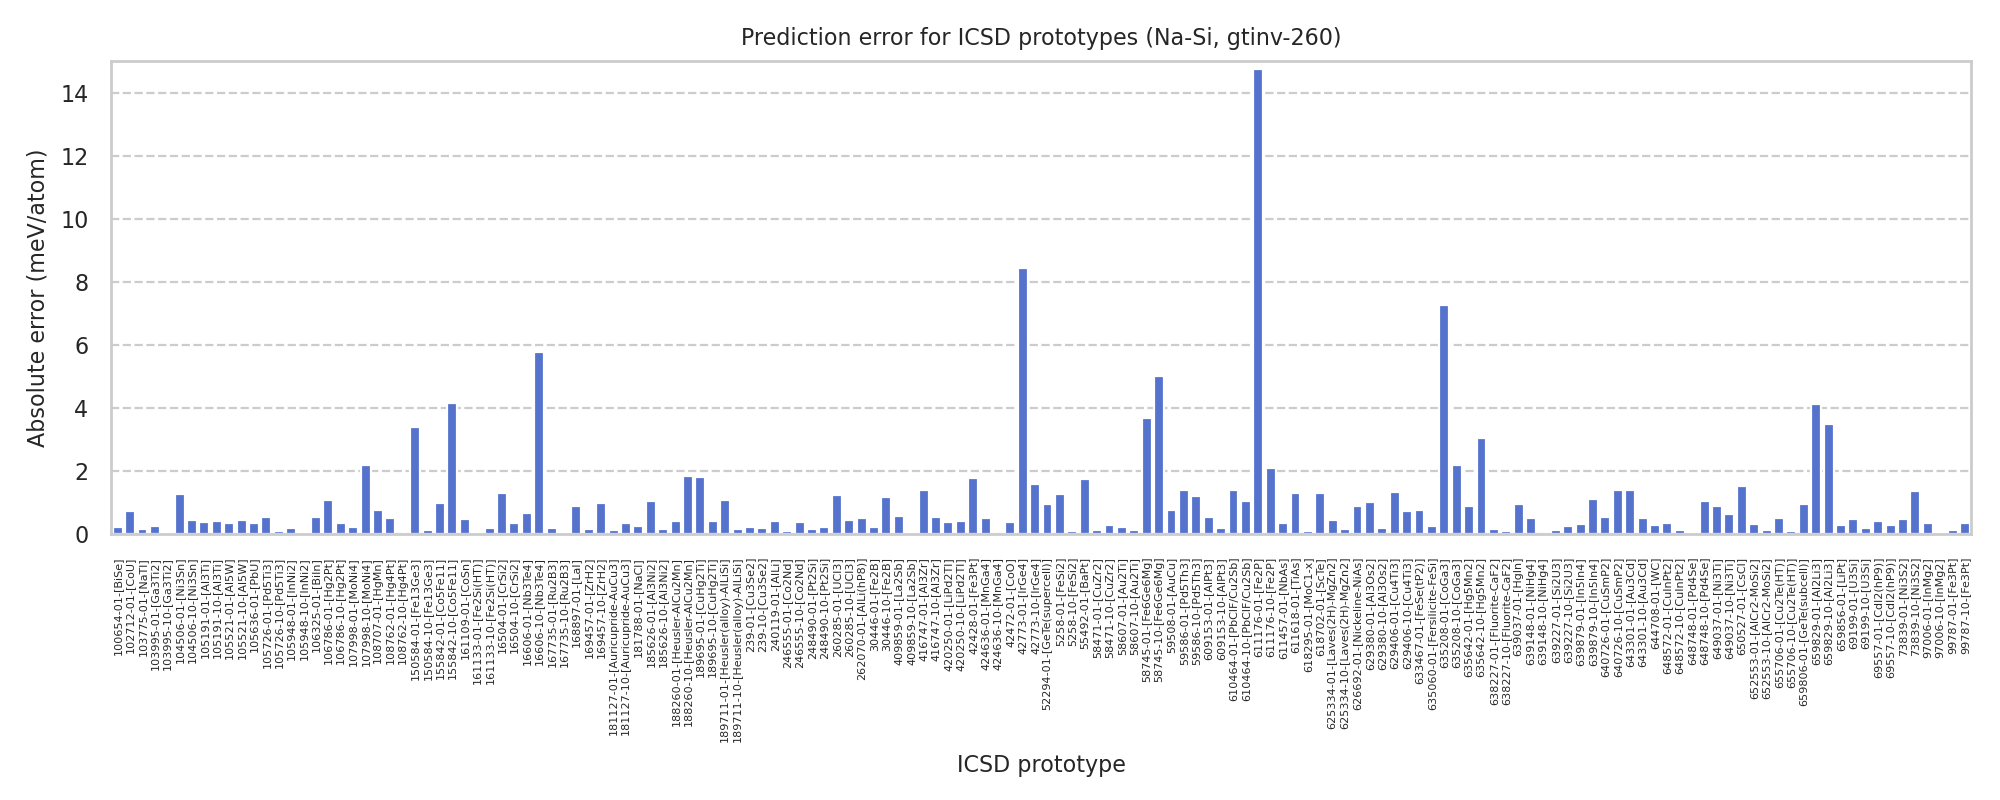 Prediction error for ICSD prototypes (Na-Si, gtinv-260)
Absolute error (meV/atom)
14
12
10
8
6
4
2
0
100654-01-[BiSe]
102712-01-[CoU]
103775-01-[NaTl]
103995-01-[Ga3Ti2]
103995-10-[Ga3Ti2]
104506-01-[Ni3Sn]
104506-10-[Ni3Sn]
105191-01-[Al3Ti]
105191-10-[Al3Ti]
105521-01-[Al5W]
105521-10-[Al5W]
105636-01-[PbU]
105726-01-[Pd5Ti3]
105726-10-[Pd5Ti3]
105948-01-[InNi2]
105948-10-[InNi2]
106325-01-[BiIn]
106786-01-[Hg2Pt]
106786-10-[Hg2Pt]
107998-01-[MoNi4]
107998-10-[MoNi4]
108707-01-[HgMn]
108762-01-[Hg4Pt]
108762-10-[Hg4Pt]
150584-01-[Fe13Ge3]
150584-10-[Fe13Ge3]
155842-01-[Co5Fe11]
155842-10-[Co5Fe11]
161109-01-[CoSn]
161133-01-[Fe2Si(HT)]
161133-10-[Fe2Si(HT)]
16504-01-[CrSi2]
16504-10-[CrSi2]
16606-01-[Nb3Te4]
16606-10-[Nb3Te4]
167735-01-[Ru2B3]
167735-10-[Ru2B3]
168897-01-[LaI]
169457-01-[ZrH2]
169457-10-[ZrH2]
181127-01-[Auricupride-AuCu3]
181127-10-[Auricupride-AuCu3]
181788-01-[NaCl]
185626-01-[Al3Ni2]
185626-10-[Al3Ni2]
188260-01-[Heusler-AlCu2Mn]
188260-10-[Heusler-AlCu2Mn]
189695-01-[CuHg2Ti]
189695-10-[CuHg2Ti]
189711-01-[Heusler(alloy)-AlLiSi]
189711-10-[Heusler(alloy)-AlLiSi]
239-01-[Cu3Se2]
239-10-[Cu3Se2]
240119-01-[AlLi]
246555-01-[Co2Nd]
246555-10-[Co2Nd]
248490-01-[Pt2Si]
248490-10-[Pt2Si]
260285-01-[UCl3]
260285-10-[UCl3]
262070-01-[AlLi(hP8)]
30446-01-[Fe2B]
30446-10-[Fe2B]
409859-01-[La2Sb]
409859-10-[La2Sb]
416747-01-[Al3Zr]
416747-10-[Al3Zr]
420250-01-[LiPd2Tl]
420250-10-[LiPd2Tl]
42428-01-[Fe3Pt]
424636-01-[MnGa4]
424636-10-[MnGa4]
42472-01-[CoO]
42773-01-[IrGe4]
42773-10-[IrGe4]
52294-01-[GeTe(supercell)]
5258-01-[FeSi2]
5258-10-[FeSi2]
55492-01-[BaPt]
58471-01-[CuZr2]
58471-10-[CuZr2]
58607-01-[Au2Ti]
58607-10-[Au2Ti]
58745-01-[Fe6Ge6Mg]
58745-10-[Fe6Ge6Mg]
59508-01-[AuCu]
59586-01-[Pd5Th3]
59586-10-[Pd5Th3]
609153-01-[AlPt3]
609153-10-[AlPt3]
610464-01-[PbClF/Cu2Sb]
610464-10-[PbClF/Cu2Sb]
611176-01-[Fe2P]
611176-10-[Fe2P]
611457-01-[NbAs]
611618-01-[TiAs]
618295-01-[MoC1-x]
618702-01-[ScTe]
625334-01-[Laves(2H)-MgZn2]
625334-10-[Laves(2H)-MgZn2]
626692-01-[Nickeline-NiAs]
629380-01-[Al3Os2]
629380-10-[Al3Os2]
629406-01-[Cu4Ti3]
629406-10-[Cu4Ti3]
633467-01-[FeSe(tP2)]
635060-01-[Fersilicite-FeSi]
635208-01-[CoGa3]
635208-10-[CoGa3]
635642-01-[Hg5Mn2]
635642-10-[Hg5Mn2]
638227-01-[Fluorite-CaF2]
638227-10-[Fluorite-CaF2]
639037-01-[HgIn]
639148-01-[NiHg4]
639148-10-[NiHg4]
639227-01-[Si2U3]
639227-10-[Si2U3]
639879-01-[In5In4]
639879-10-[In5In4]
640726-01-[CuSmP2]
640726-10-[CuSmP2]
643301-01-[Au3Cd]
643301-10-[Au3Cd]
644708-01-[WC]
648572-01-[CuInPt2]
648572-10-[CuInPt2]
648748-01-[Pd4Se]
648748-10-[Pd4Se]
649037-01-[Ni3Ti]
649037-10-[Ni3Ti]
650527-01-[CsCl]
652553-01-[AlCr2-MoSi2]
652553-10-[AlCr2-MoSi2]
655706-01-[Cu2Te(HT)]
655706-10-[Cu2Te(HT)]
659806-01-[GeTe(subcell)]
659829-01-[Al2Li3]
659829-10-[Al2Li3]
659856-01-[LiPt]
69199-01-[U3Si]
69199-10-[U3Si]
69557-01-[CdI2(hP9)]
69557-10-[CdI2(hP9)]
73839-01-[Ni3S2]
73839-10-[Ni3S2]
97006-01-[InMg2]
97006-10-[InMg2]
99787-01-[Fe3Pt]
99787-10-[Fe3Pt]
ICSD prototype